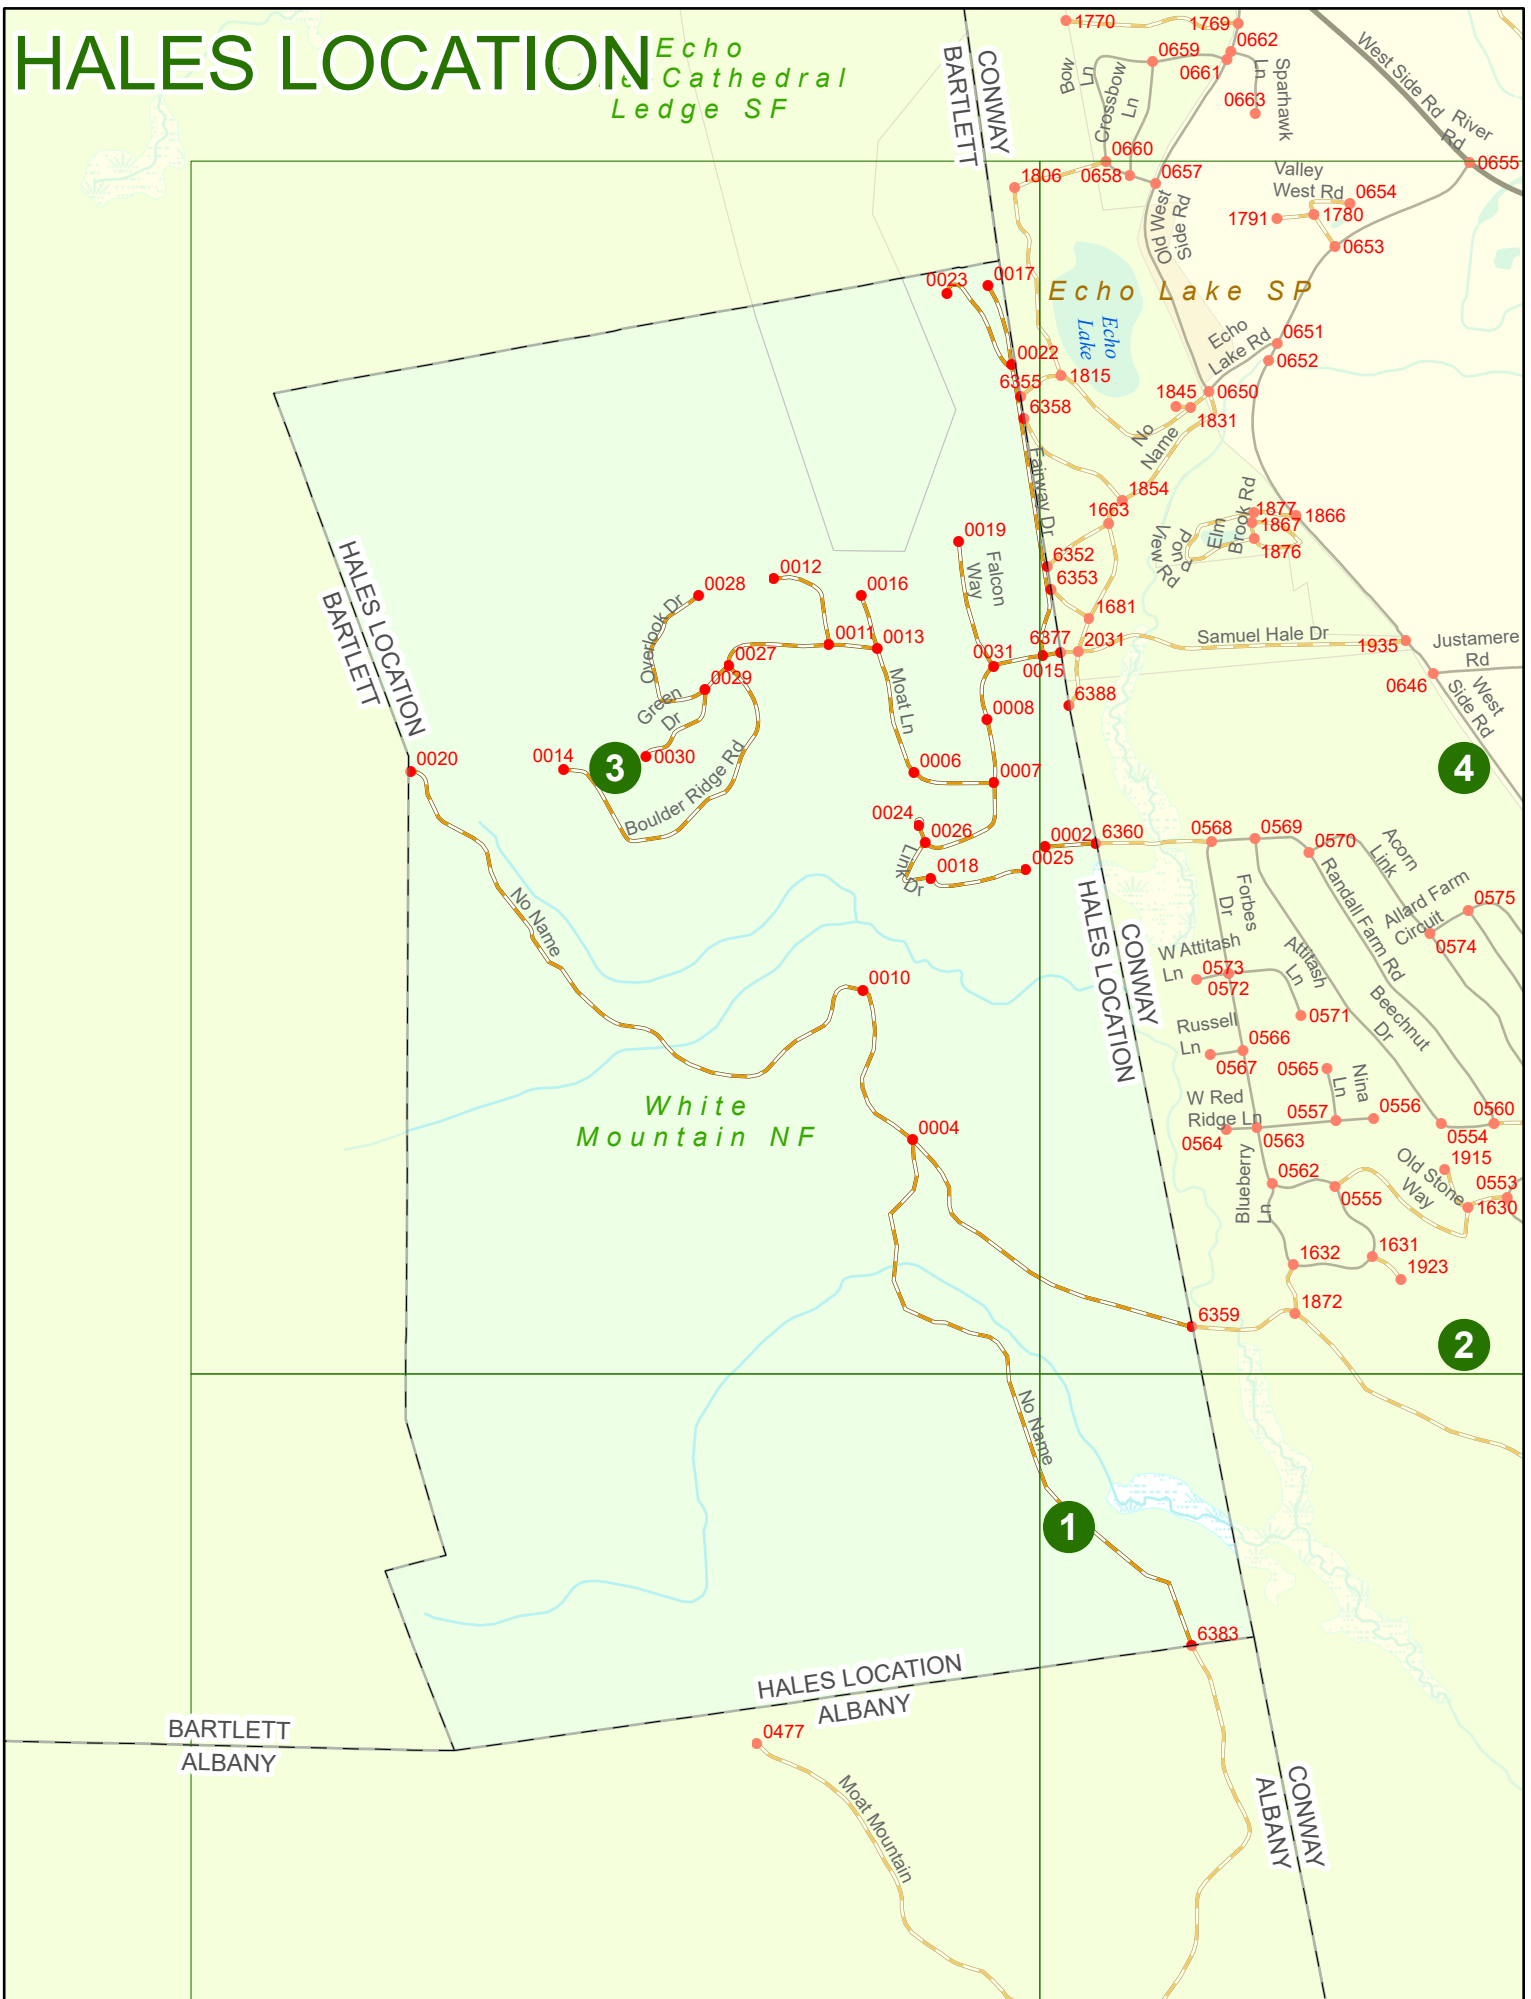 HALES LOCATION
Echo
Cathedral
Ledge SF
CONWAY
BARTLETT
1770
1769
0662
0659
0661
Bow
Ln
Crossbow
Ln
Ln
Sparhawk
0663
West Side Rd
River
Rd
0655
0660
0658
0657
1806
Valley
West Rd
0654
1791
1780
0653
Old West
Side Rd
0023
0017
Echo Lake SP
Echo
Lake
Echo
Lake Rd
0651
0652
0022
6355
1815
6358
1845
0650
1831
No
Name
Fairway Dr
1854
1663
Pond
View Rd
Elm
Brook Rd
1877
1867
1866
1876
0019
Falcon
Way
6352
6353
HALES LOCATION
BARTLETT
0012
0028
0016
Overlook Dr
1681
0011
0013
6377
2031
Samuel Hale Dr
1935
Justamere
Rd
0027
0031
0015
0029
Moat Ln
Green
Dr
0646
West
Side Rd
6388
0008
0020
0014
3
0030
0006
0007
4
Boulder Ridge Rd
0024
0026
0002
6360
0568
0569
0570
Acorn
Link
Link Dr
0018
0025
HALES LOCATION
CONWAY
Forbes
Dr
Randall Farm Rd
Allard Farm
Circuit
0575
0574
No Name
W Attitash
Ln
0573
0572
Attitash
Ln
0010
0571
Beechnut
Dr
Russell
Ln
0566
0567
0565
Nina
Ln
White
Mountain NF
W Red
Ridge Ln
0557
0556
0560
0004
0564
0563
0554
Blueberry
Ln
0562
0555
Old Stone
Way
1915
0553
1630
1632
1631
1923
6359
1872
2
No Name
1
6383
HALES LOCATION
ALBANY
BARTLETT
ALBANY
0477
Moat Mountain
CONWAY
ALBANY